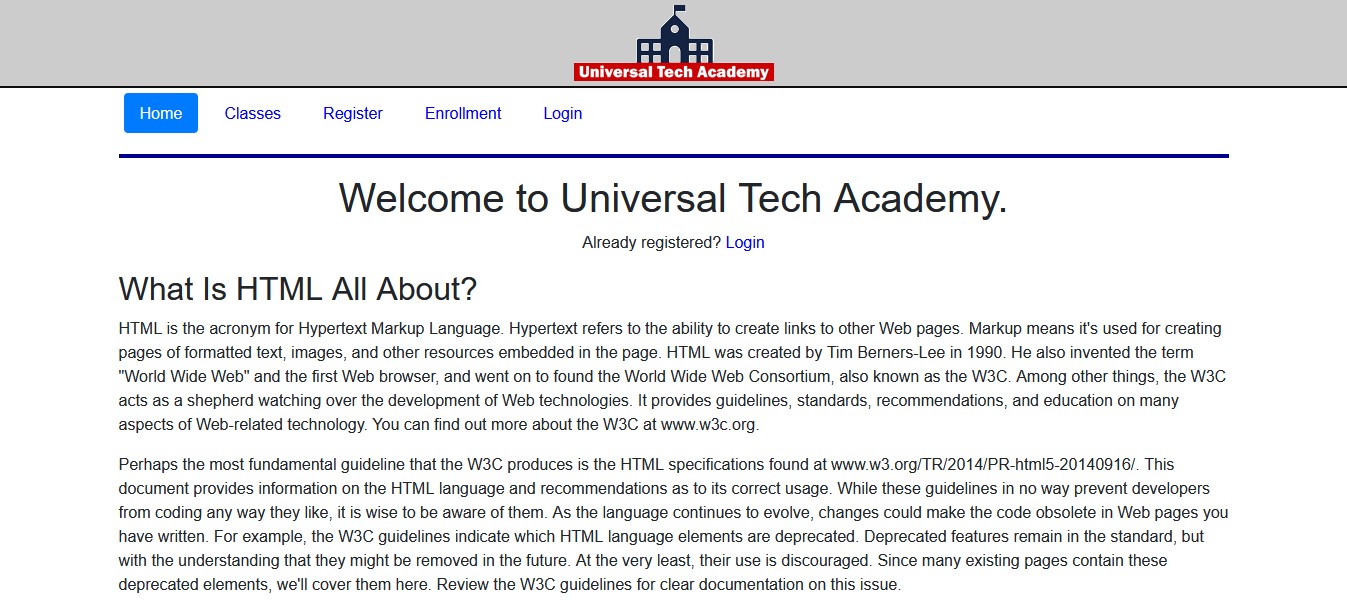 Universal Tech Academy
Home Classes Register Enrollment Login
Welcome to Universal Tech Academy.
Already registered? Login
What Is HTML All About?
HTML is the acronym for Hypertext Markup Language. Hypertext refers to the ability to create links to other Web pages. Markup means it's used for creating
pages of formatted text, images, and other resources embedded in the page. HTML was created by Tim Berners-Lee in 1990. He also invented the term
"World Wide Web" and the first Web browser, and went on to found the World Wide Web Consortium, also known as the W3C. Among other things, the W3C
acts as a shepherd watching over the development of Web technologies. It provides guidelines, standards, recommendations, and education on many
aspects of Web-related technology. You can find out more about the W3C at www.w3c.org.
Perhaps the most fundamental guideline that the W3C produces is the HTML specifications found at www.w3.org/TR/2014/PR-html5-20140916/. This
document provides information on the HTML language and recommendations as to its correct usage. While these guidelines in no way prevent developers
from coding any way they like, it is wise to be aware of them. As the language continues to evolve, changes could make the code obsolete in Web pages you
have written. For example, the W3C guidelines indicate which HTML language elements are deprecated. Deprecated features remain in the standard, but
with the understanding that they might be removed in the future. At the very least, their use is discouraged. Since many existing pages contain these
deprecated elements, we'll cover them here. Review the W3C guidelines for clear documentation on this issue.